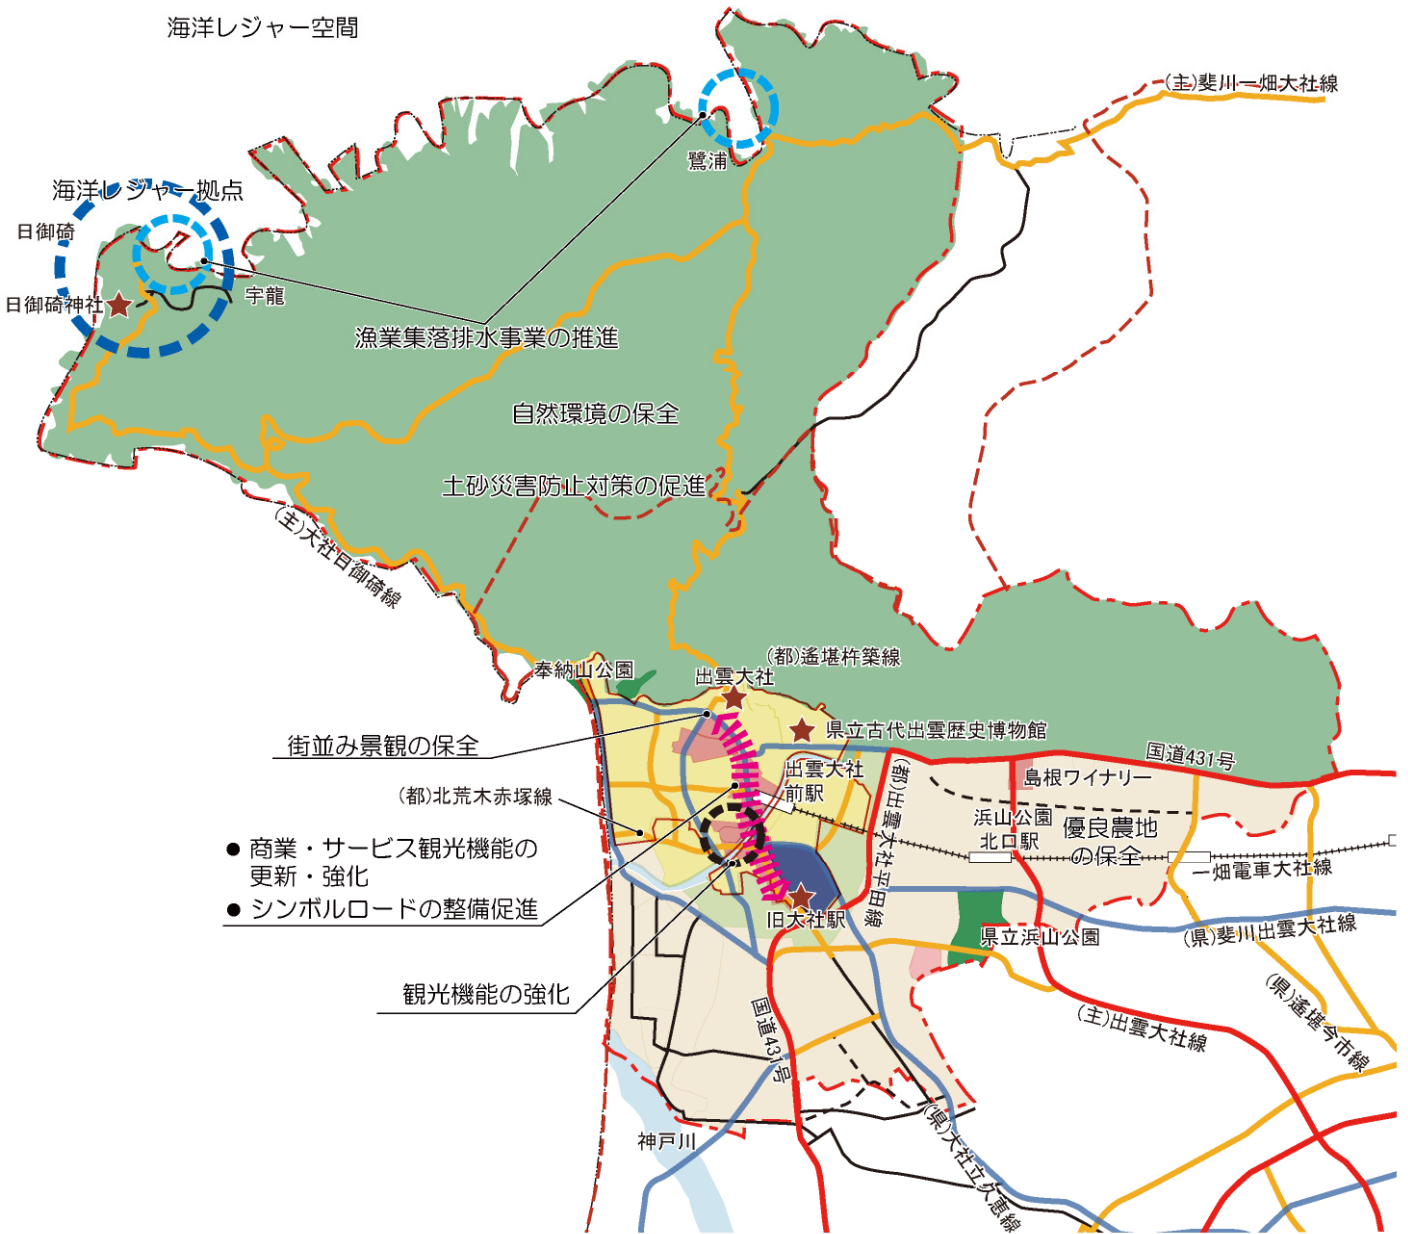 海洋レジャー空間
(主)斐川一畑大社線
鷺浦
海洋レジャー拠点
日御碕
宇龍
日御碕神社
漁業集落排水事業の推進
自然環境の保全
土砂災害防止対策の促進
(主)大社日御碕線
(都)遙堪杵築線
奉納山公園
出雲大社
県立古代出雲歴史博物館
街並み景観の保全
国道431号
出雲大社
前駅
島根ワイナリー
(都)北荒木赤塚線
(都)出雲大社平田線
浜山公園
北口駅
優良農地
の保全
● 商業・サービス観光機能の
更新・強化
● シンボルロードの整備促進
一畑電車大社線
旧大社駅
県立浜山公園
(県)斐川出雲大社線
観光機能の強化
(県)遙堪今市線
(主)出雲大社線
国道431号
神戸川
(県)大社立久恵線